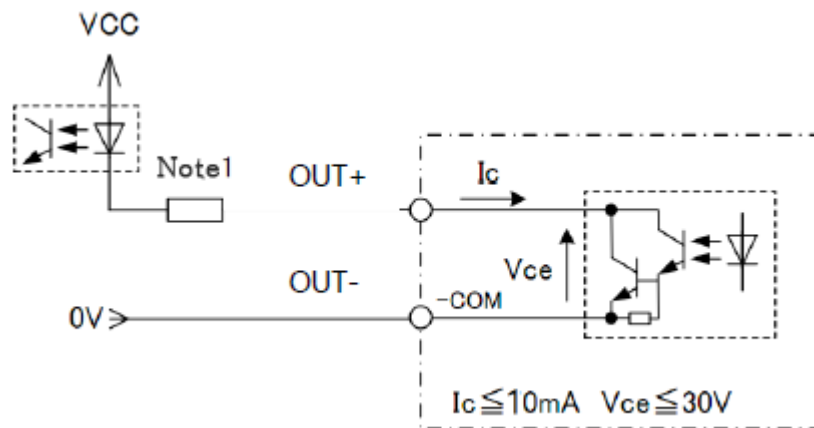 VCC
Note1
OUT+
Ic
Vce
OUT-
-COM
0V
Ic≦10mA Vce≦30V